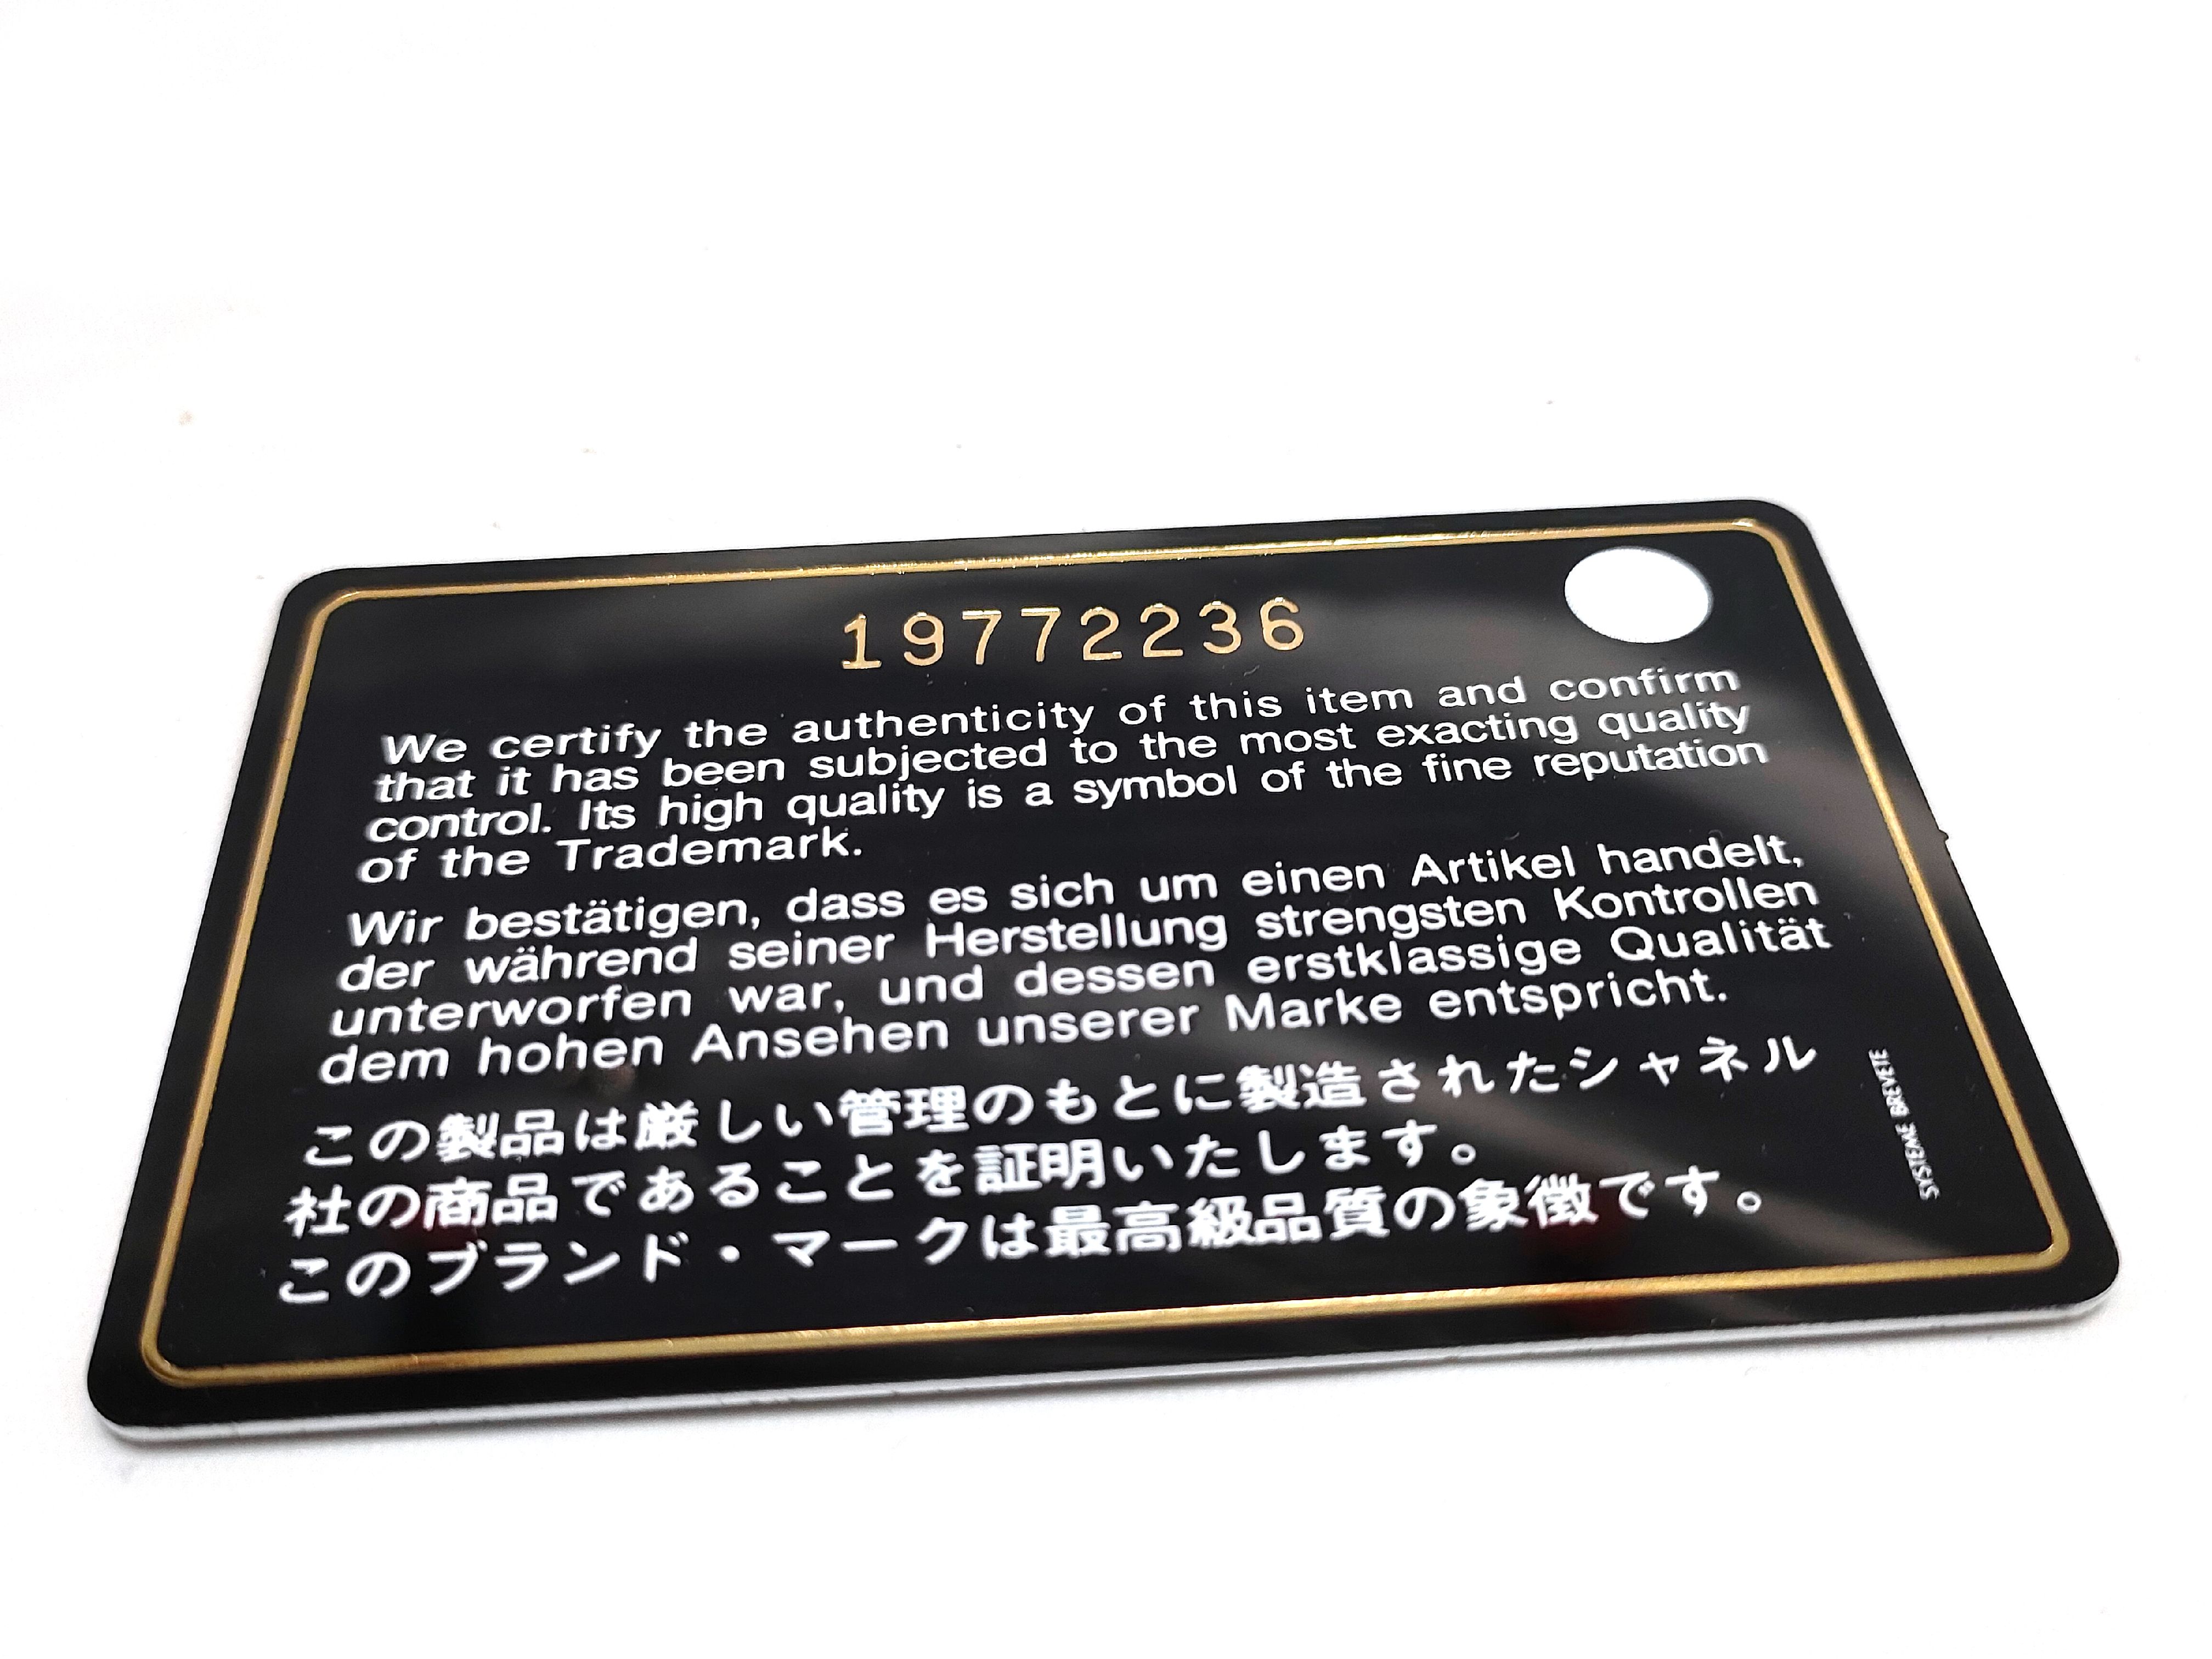 19772236
We certify the authenticity of this item and confirm
that it has been subjected to the most exacting quality
control. Its high quality is a symbol of the fine reputation
of the Trademark.
Wir bestätigen, dass es sich um einen Artikel handelt,
der während seiner Herstellung strengsten Kontrollen
unterworfen war, und dessen erstklassige Qualität
dem hohen Ansehen unserer Marke entspricht.
この製品は厳しい管理のもとに製造されたシャネル
社の商品であることを証明いたします。
このブランド・マークは最高級品質の象徴です。
SYSTEME BREVETE